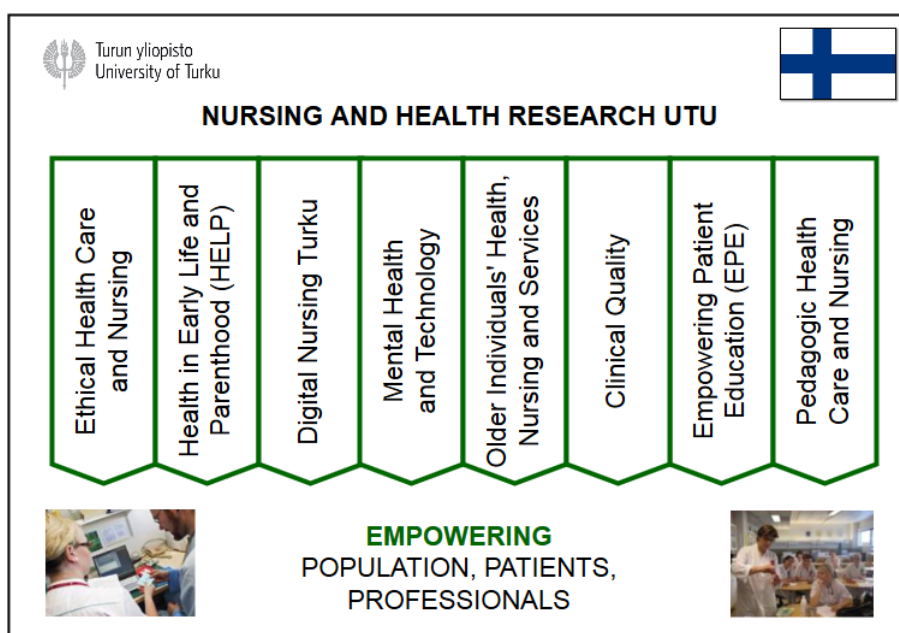 Turun yliopisto
University of Turku
NURSING AND HEALTH RESEARCH UTU
Ethical Health Care
and Nursing
Health in Early Life and
Parenthood (HELP)
Digital Nursing Turku
Mental Health
and Technology
Older Individuals' Health,
Nursing and Services
Clinical Quality
Empowering Patient
Education (EPE)
Pedagogic Health
Care and Nursing
EMPOWERING
POPULATION, PATIENTS,
PROFESSIONALS